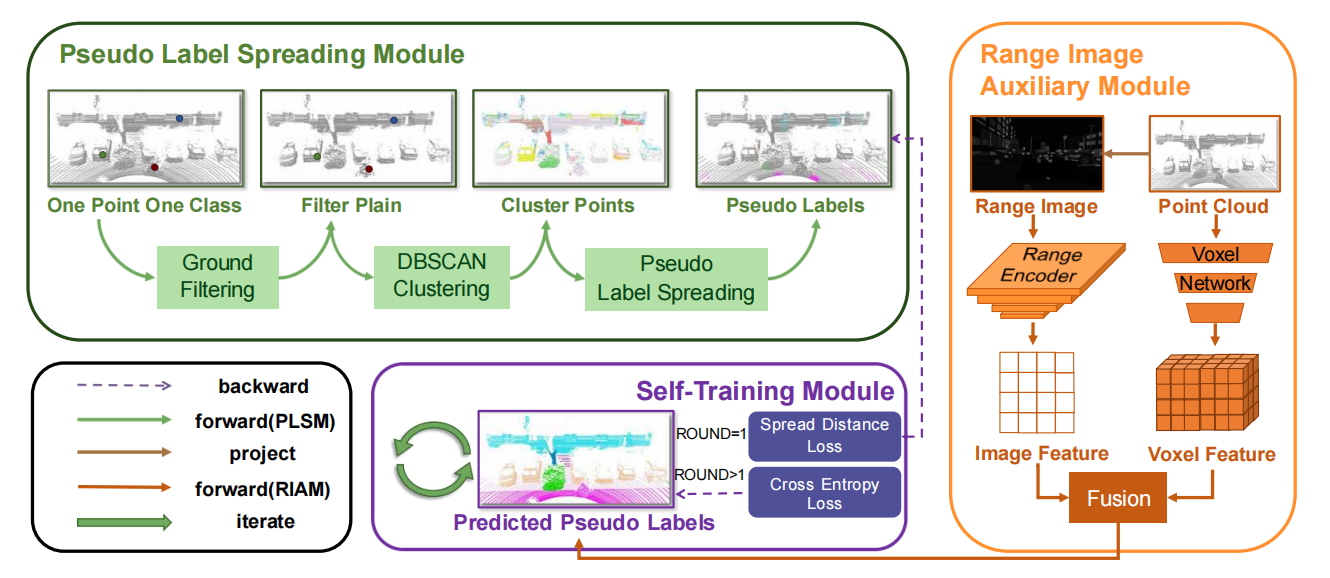 Pseudo Label Spreading Module
One Point One Class
Filter Plain
Cluster Points
Pseudo Labels
Ground
Filtering
DBSCAN
Clustering
Pseudo
Label Spreading
Range Image
Auxiliary Module
Range Image
Point Cloud
Range
Encoder
Voxel
Network
Image Feature
Voxel Feature
Fusion
backward
forward(PLSM)
project
forward(RIAM)
iterate
Self-Training Module
ROUND=1
Spread Distance
Loss
ROUND>1
Cross Entropy
Loss
Predicted Pseudo Labels